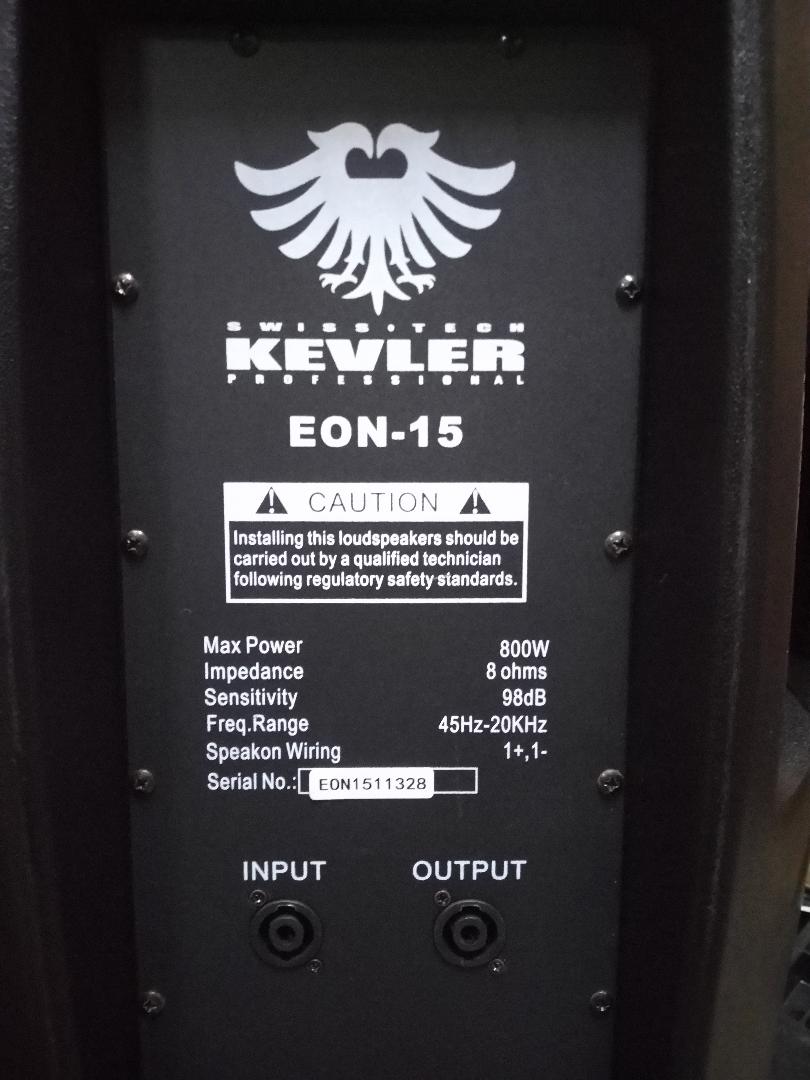 SWISS•TECH
KEVLER
PROFESSIONAL
EON-15
CAUTION
Installing this loudspeakers should be
carried out by a qualified technician
following regulatory safety standards.
Max Power 800W
Impedance 8 ohms
Sensitivity 98dB
Freq.Range 45Hz-20KHz
Speakon Wiring 1+,1-
Serial No.: EON1511328
INPUT OUTPUT